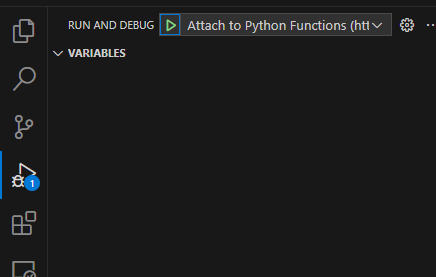 RUN AND DEBUG Attach to Python Functions (htt
VARIABLES
1